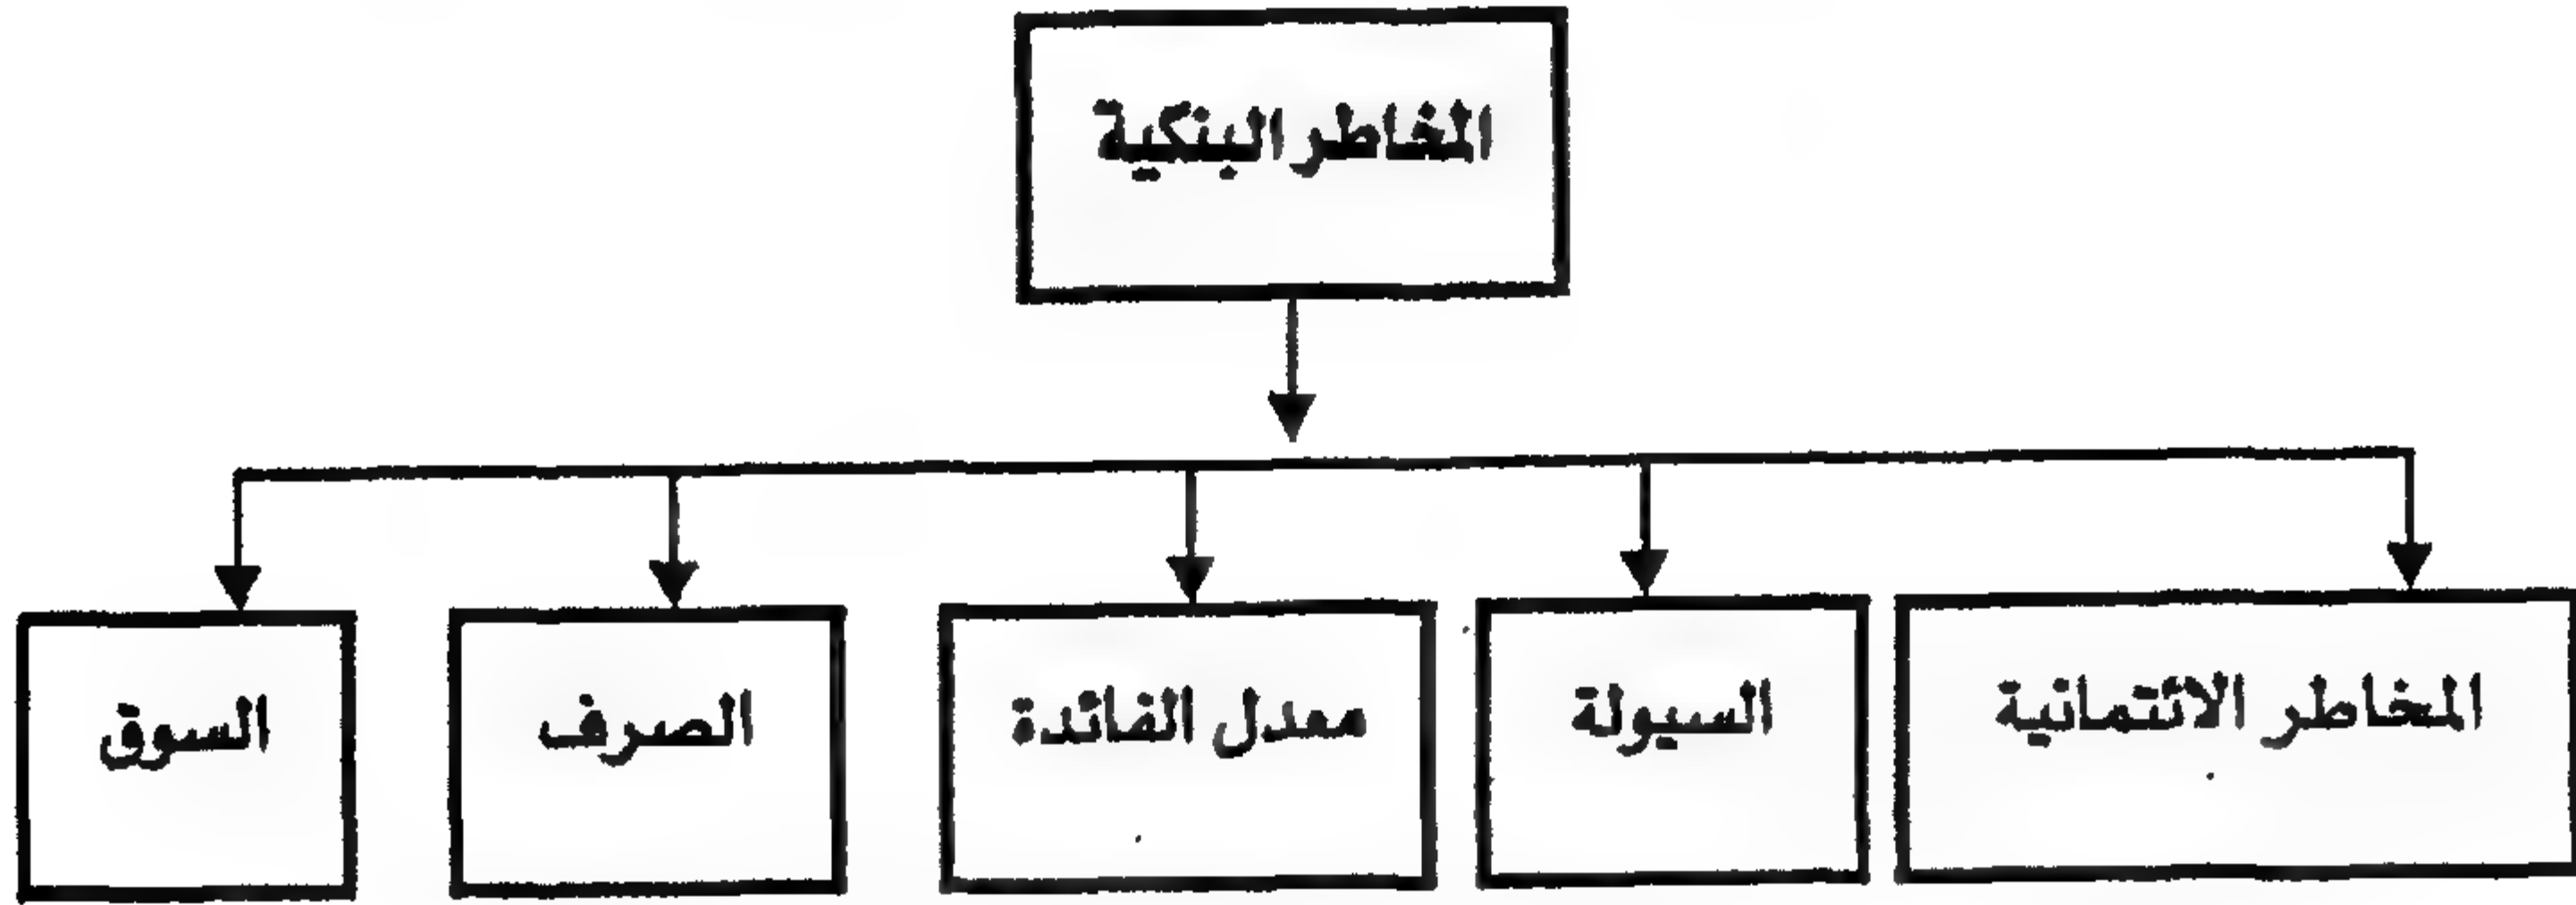 المخاطر البنكية
المخاطر الائتمانية
السيولة
معدل الفائدة
الصرف
السوق